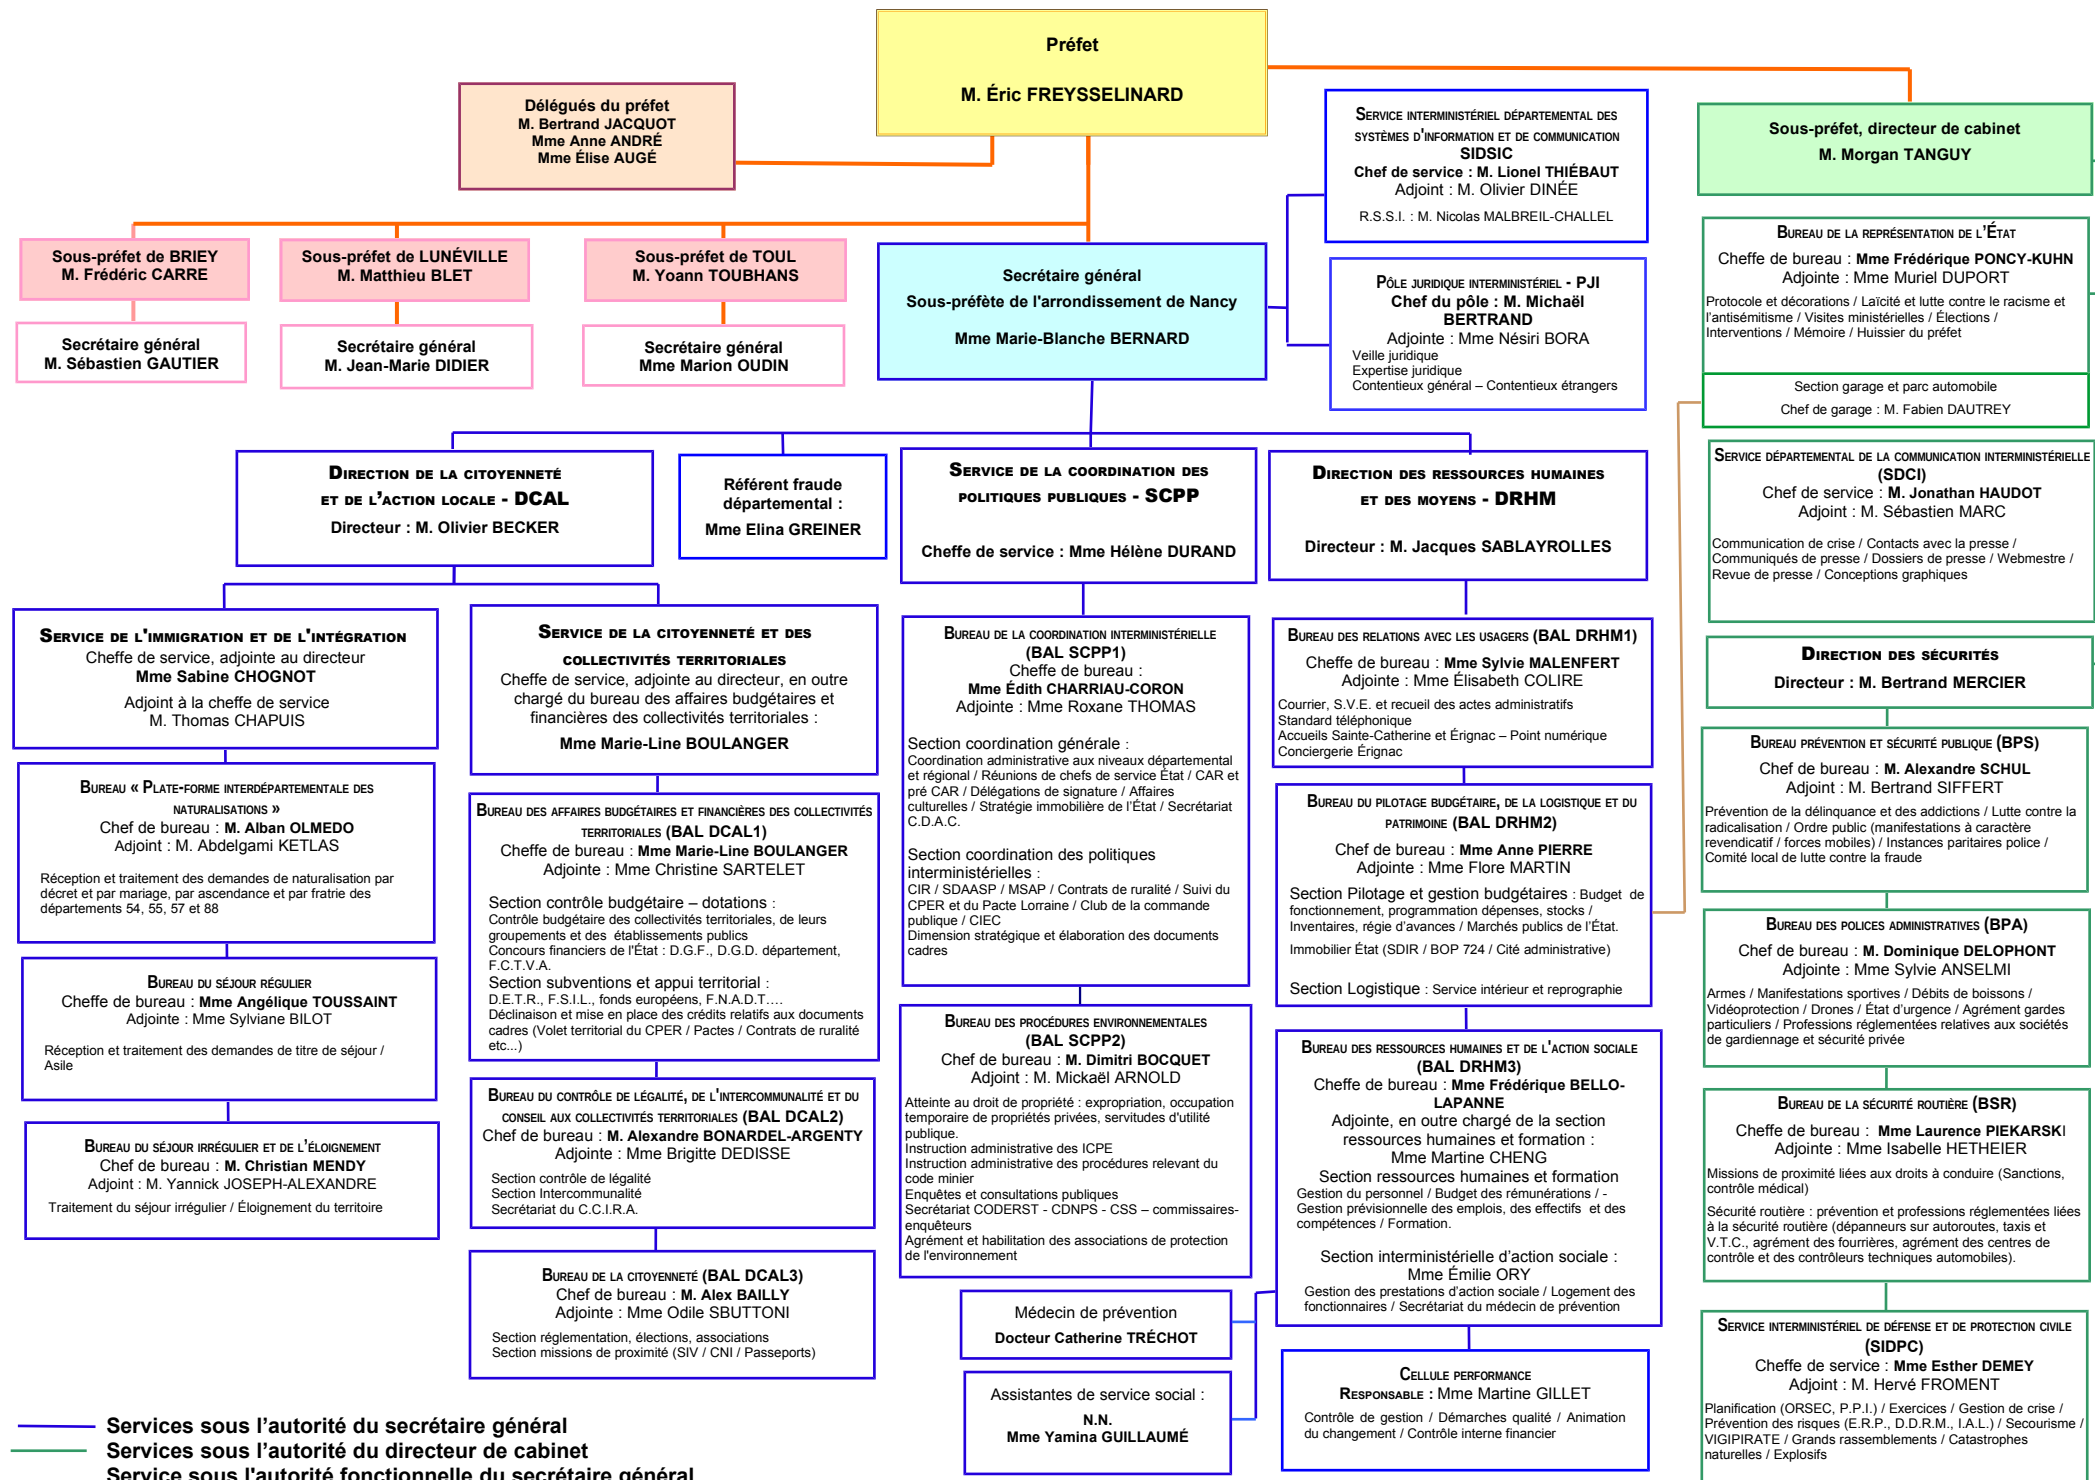 Préfet
M. Éric FREYSSELINARD
Délégués du préfet
M. Bertrand JACQUOT
Mme Anne ANDRÉ
Mme Élise AUGÉ
SERVICE INTERMINISTÉRIEL DÉPARTEMENTAL DES
SYSTÈMES D'INFORMATION ET DE COMMUNICATION
SIDSIC
Chef de service : M. Lionel THIÉBAUT
Adjoint : M. Olivier DINÉE
R.S.S.I. : M. Nicolas MALBREIL-CHALLEL
Sous-préfet, directeur de cabinet
M. Morgan TANGUY
Sous-préfet de BRIEY
M. Frédéric CARRE
Sous-préfet de LUNÉVILLE
M. Matthieu BLET
Sous-préfet de TOUL
M. Yoann TOUBHANS
Secrétaire général
M. Sébastien GAUTIER
Secrétaire général
M. Jean-Marie DIDIER
Secrétaire général
Mme Marion OUDIN
Secrétaire général
Sous-préfète de l'arrondissement de Nancy
Mme Marie-Blanche BERNARD
PÔLE JURIDIQUE INTERMINISTÉRIEL - PJI
Chef du pôle : M. Michaël
BERTRAND
Adjointe : Mme Nésiri BORA
Veille juridique
Expertise juridique
Contentieux général – Contentieux étrangers
BUREAU DE LA REPRÉSENTATION DE L'ÉTAT
Cheffe de bureau : Mme Frédérique PONCY-KUHN
Adjointe : Mme Muriel DUPORT
Protocole et décorations / Laïcité et lutte contre le racisme et
l'antisémitisme / Visites ministérielles / Élections /
Interventions / Mémoire / Huissier du préfet
Section garage et parc automobile
Chef de garage : M. Fabien DAUTREY
DIRECTION DE LA CITOYENNETÉ
ET DE L'ACTION LOCALE - DCAL
Directeur : M. Olivier BECKER
Référent fraude
départemental :
Mme Elina GREINER
SERVICE DE LA COORDINATION DES
POLITIQUES PUBLIQUES - SCPP
Cheffe de service : Mme Hélène DURAND
DIRECTION DES RESSOURCES HUMAINES
ET DES MOYENS - DRHM
Directeur : M. Jacques SABLAYROLLES
SERVICE DÉPARTEMENTAL DE LA COMMUNICATION INTERMINISTÉRIELLE
(SDCI)
Chef de service : M. Jonathan HAUDOT
Adjoint : M. Sébastien MARC
Communication de crise / Contacts avec la presse /
Communiqués de presse / Dossiers de presse / Webmestre /
Revue de presse / Conceptions graphiques
SERVICE DE L'IMMIGRATION ET DE L'INTÉGRATION
Cheffe de service, adjointe au directeur
Mme Sabine CHOGNOT
Adjoint à la cheffe de service
M. Thomas CHAPUIS
BUREAU « PLATE-FORME INTERDÉPARTEMENTALE DES
NATURALISATIONS »
Chef de bureau : M. Alban OLMEDO
Adjoint : M. Abdelgami KETLAS
Réception et traitement des demandes de naturalisation par
décret et par mariage, par ascendance et par fratrie des
départements 54, 55, 57 et 88
BUREAU DU SÉJOUR RÉGULIER
Cheffe de bureau : Mme Angélique TOUSSAINT
Adjointe : Mme Sylviane BILOT
Réception et traitement des demandes de titre de séjour /
Asile
BUREAU DU SÉJOUR IRRÉGULIER ET DE L'ÉLOIGNEMENT
Chef de bureau : M. Christian MENDY
Adjoint : M. Yannick JOSEPH-ALEXANDRE
Traitement du séjour irrégulier / Éloignement du territoire
SERVICE DE LA CITOYENNETÉ ET DES
COLLECTIVITÉS TERRITORIALES
Cheffe de service, adjointe au directeur, en outre
chargé du bureau des affaires budgétaires et
financières des collectivités territoriales :
Mme Marie-Line BOULANGER
BUREAU DES AFFAIRES BUDGÉTAIRES ET FINANCIÈRES DES COLLECTIVITÉS
TERRITORIALES (BAL DCAL1)
Cheffe de bureau : Mme Marie-Line BOULANGER
Adjointe : Mme Christine SARTELET
Section contrôle budgétaire – dotations :
Contrôle budgétaire des collectivités territoriales, de leurs
groupements et des établissements publics
Concours financiers de l'État : D.G.F., D.G.D. département,
F.C.T.V.A.
Section subventions et appui territorial :
D.E.T.R., F.S.I.L., fonds européens, F.N.A.D.T….
Déclinaison et mise en place des crédits relatifs aux documents
cadres (Volet territorial du CPER / Pactes / Contrats de ruralité
etc...)
BUREAU DU CONTRÔLE DE LÉGALITÉ, DE L'INTERCOMMUNALITÉ ET DU
CONSEIL AUX COLLECTIVITÉS TERRITORIALES (BAL DCAL2)
Chef de bureau : M. Alexandre BONARDEL-ARGENTY
Adjointe : Mme Brigitte DEDISSE
Section contrôle de légalité
Section Intercommunalité
Secrétariat du C.C.I.R.A.
BUREAU DE LA CITOYENNETÉ (BAL DCAL3)
Chef de bureau : M. Alex BAILLY
Adjointe : Mme Odile SBUTTONI
Section réglementation, élections, associations
Section missions de proximité (SIV / CNI / Passeports)
BUREAU DE LA COORDINATION INTERMINISTÉRIELLE
(BAL SCPP1)
Cheffe de bureau :
Mme Édith CHARRIAU-CORON
Adjointe : Mme Roxane THOMAS
Section coordination générale :
Coordination administrative aux niveaux départemental
et régional / Réunions de chefs de service État / CAR et
pré CAR / Délégations de signature / Affaires
culturelles / Stratégie immobilière de l'État / Secrétariat
C.D.A.C.
Section coordination des politiques
interministérielles :
CIR / SDAASP / MSAP / Contrats de ruralité / Suivi du
CPER et du Pacte Lorraine / Club de la commande
publique / CIEC
Dimension stratégique et élaboration des documents
cadres
BUREAU DES PROCÉDURES ENVIRONNEMENTALES
(BAL SCPP2)
Chef de bureau : M. Dimitri BOCQUET
Adjoint : M. Mickaël ARNOLD
Atteinte au droit de propriété : expropriation, occupation
temporaire de propriétés privées, servitudes d'utilité
publique.
Instruction administrative des ICPE
Instruction administrative des procédures relevant du
code minier
Enquêtes et consultations publiques
Secrétariat CODERST - CDNPS - CSS – commissaires-
enquêteurs
Agrément et habilitation des associations de protection
de l'environnement
Médecin de prévention
Docteur Catherine TRÉCHOT
Assistantes de service social :
N.N.
Mme Yamina GUILLAUMÉ
BUREAU DES RELATIONS AVEC LES USAGERS (BAL DRHM1)
Cheffe de bureau : Mme Sylvie MALENFERT
Adjointe : Mme Élisabeth COLIRE
Courrier, S.V.E. et recueil des actes administratifs
Standard téléphonique
Accueils Sainte-Catherine et Érignac – Point numérique
Conciergerie Érignac
BUREAU DU PILOTAGE BUDGÉTAIRE, DE LA LOGISTIQUE ET DU
PATRIMOINE (BAL DRHM2)
Chef de bureau : Mme Anne PIERRE
Adjointe : Mme Flore MARTIN
Section Pilotage et gestion budgétaires : Budget de
fonctionnement, programmation dépenses, stocks /
Inventaires, régie d'avances / Marchés publics de l'État.
Immobilier État (SDIR / BOP 724 / Cité administrative)
Section Logistique : Service intérieur et reprographie
BUREAU DES RESSOURCES HUMAINES ET DE L'ACTION SOCIALE
(BAL DRHM3)
Cheffe de bureau : Mme Frédérique BELLO-
LAPANNE
Adjointe, en outre chargé de la section
ressources humaines et formation :
Mme Martine CHENG
Section ressources humaines et formation
Gestion du personnel / Budget des rémunérations / -
Gestion prévisionnelle des emplois, des effectifs et des
compétences / Formation.
Section interministérielle d'action sociale :
Mme Émilie ORY
Gestion des prestations d'action sociale / Logement des
fonctionnaires / Secrétariat du médecin de prévention
CELLULE PERFORMANCE
RESPONSABLE : Mme Martine GILLET
Contrôle de gestion / Démarches qualité / Animation
du changement / Contrôle interne financier
DIRECTION DES SÉCURITÉS
Directeur : M. Bertrand MERCIER
BUREAU PRÉVENTION ET SÉCURITÉ PUBLIQUE (BPS)
Chef de bureau : M. Alexandre SCHUL
Adjoint : M. Bertrand SIFFERT
Prévention de la délinquance et des addictions / Lutte contre la
radicalisation / Ordre public (manifestations à caractère
revendicatif / forces mobiles) / Instances paritaires police /
Comité local de lutte contre la fraude
BUREAU DES POLICES ADMINISTRATIVES (BPA)
Chef de bureau : M. Dominique DELOPHONT
Adjointe : Mme Sylvie ANSELMI
Armes / Manifestations sportives / Débits de boissons /
Vidéoprotection / Drones / État d'urgence / Agrément gardes
particuliers / Professions réglementées relatives aux sociétés
de gardiennage et sécurité privée
BUREAU DE LA SÉCURITÉ ROUTIÈRE (BSR)
Cheffe de bureau : Mme Laurence PIEKARSKI
Adjointe : Mme Isabelle HETHEIER
Missions de proximité liées aux droits à conduire (Sanctions,
contrôle médical)
Sécurité routière : prévention et professions réglementées liées
à la sécurité routière (dépanneurs sur autoroutes, taxis et
V.T.C., agrément des fourrières, agrément des centres de
contrôle et des contrôleurs techniques automobiles).
SERVICE INTERMINISTÉRIEL DE DÉFENSE ET DE PROTECTION CIVILE
(SIDPC)
Cheffe de service : Mme Esther DEMEY
Adjoint : M. Hervé FROMENT
Planification (ORSEC, P.P.I.) / Exercices / Gestion de crise /
Prévention des risques (E.R.P., D.D.R.M., I.A.L.) / Secourisme /
VIGIPIRATE / Grands rassemblements / Catastrophes
naturelles / Explosifs
Services sous l'autorité du secrétaire général
Services sous l'autorité du directeur de cabinet
Service sous l'autorité fonctionnelle du secrétaire général